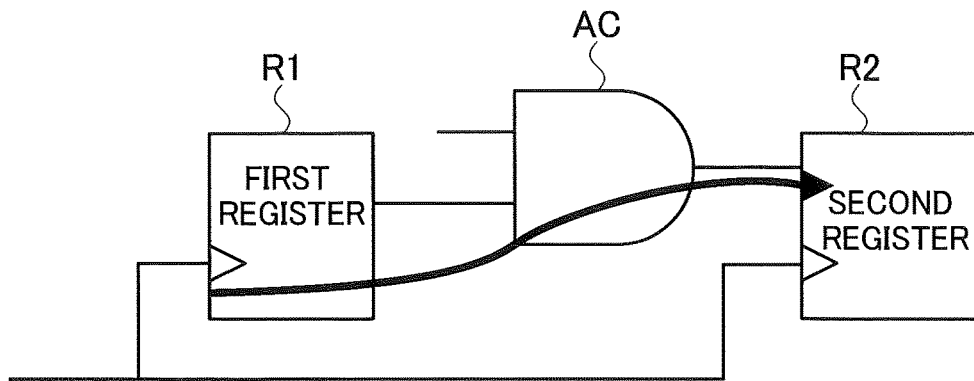 AC
R1
R2
FIRST
REGISTER
SECOND
REGISTER